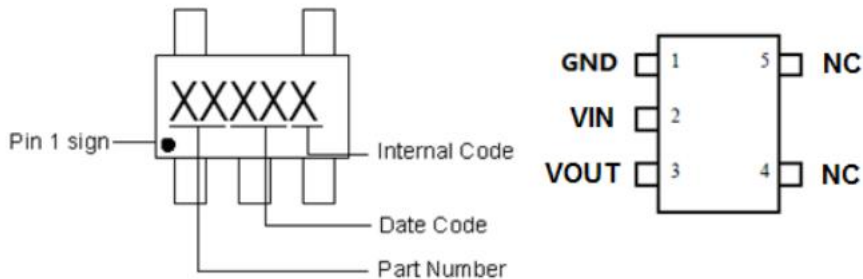 XXXXX
Pin 1 sign
Internal Code
Date Code
Part Number
GND 1 5 NC
VIN 2
VOUT 3 4 NC